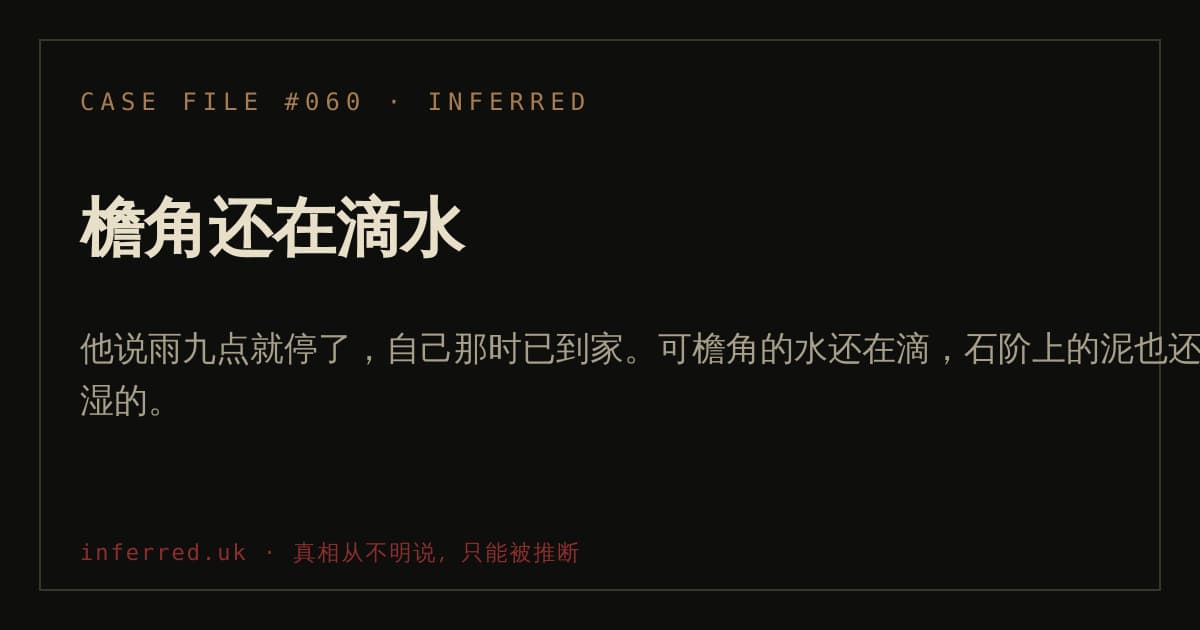 CASE FILE #060 · INFERRED
檐角还在滴水
他说雨九点就停了，自己那时已到家。可檐角的水还在滴，石阶上的泥也还
湿的。
inferred.uk · 真相从不明说，只能被推断